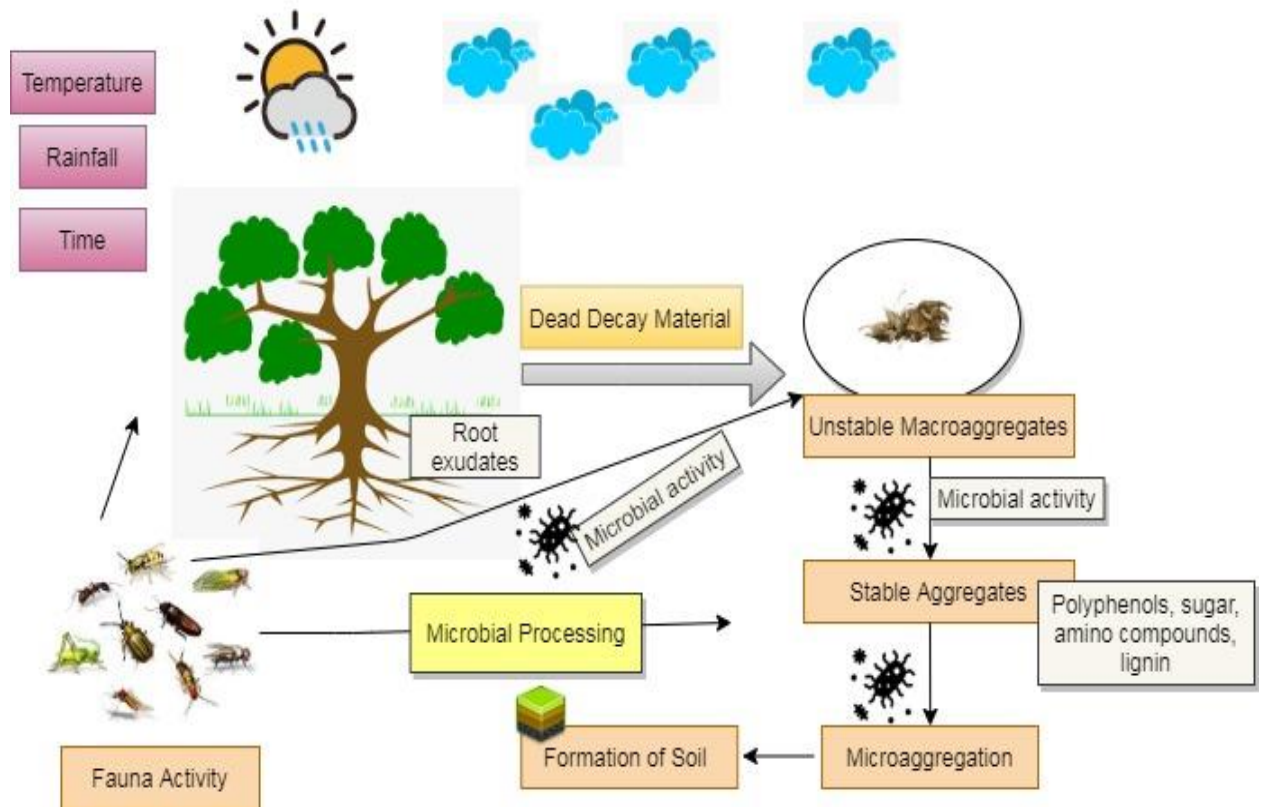 Temperature
Rainfall
Time
Dead Decay Material
Root
exudates
Microbial activity
Unstable Macroaggregates
Microbial activity
Stable Aggregates
Polyphenols, sugar,
amino compounds,
lignin
Microbial Processing
Formation of Soil
Microaggregation
Fauna Activity